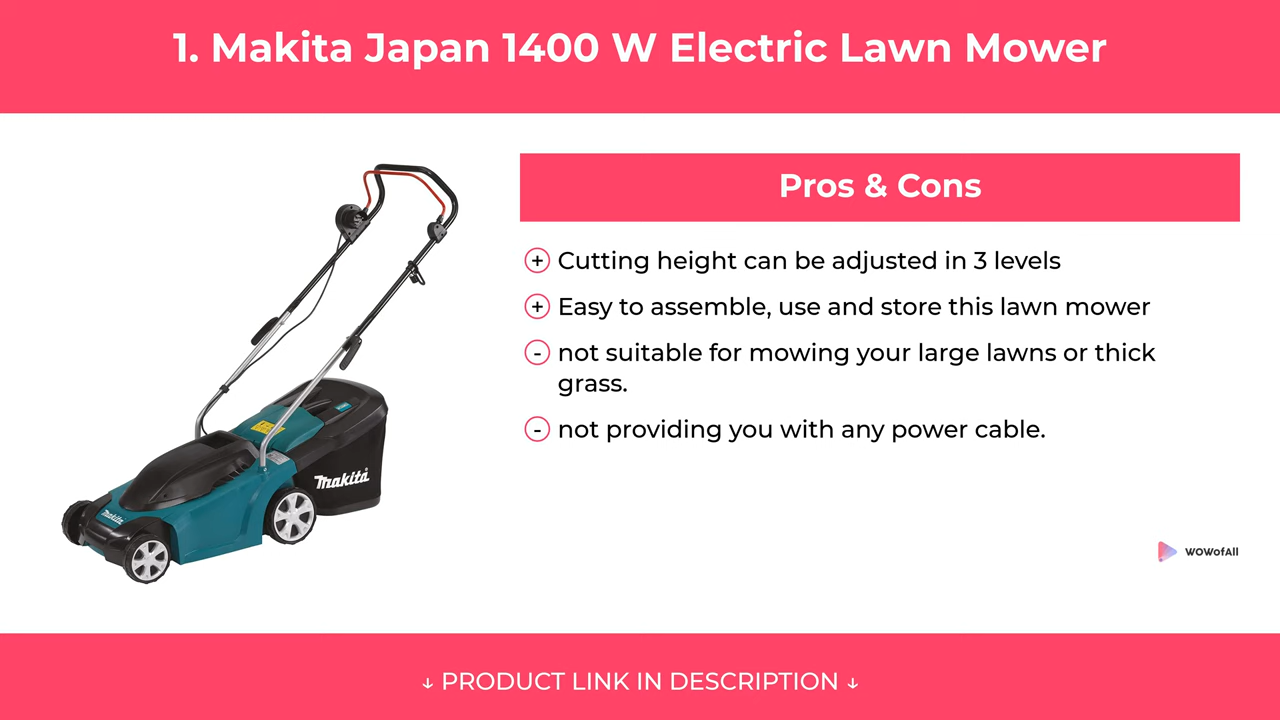 1. Makita Japan 1400 W Electric Lawn Mower
Pros & Cons
+ Cutting height can be adjusted in 3 levels
+ Easy to assemble, use and store this lawn mower
- not suitable for mowing your large lawns or thick
grass.
- not providing you with any power cable.
Makita
Makita
WOWofAll
↓ PRODUCT LINK IN DESCRIPTION ↓